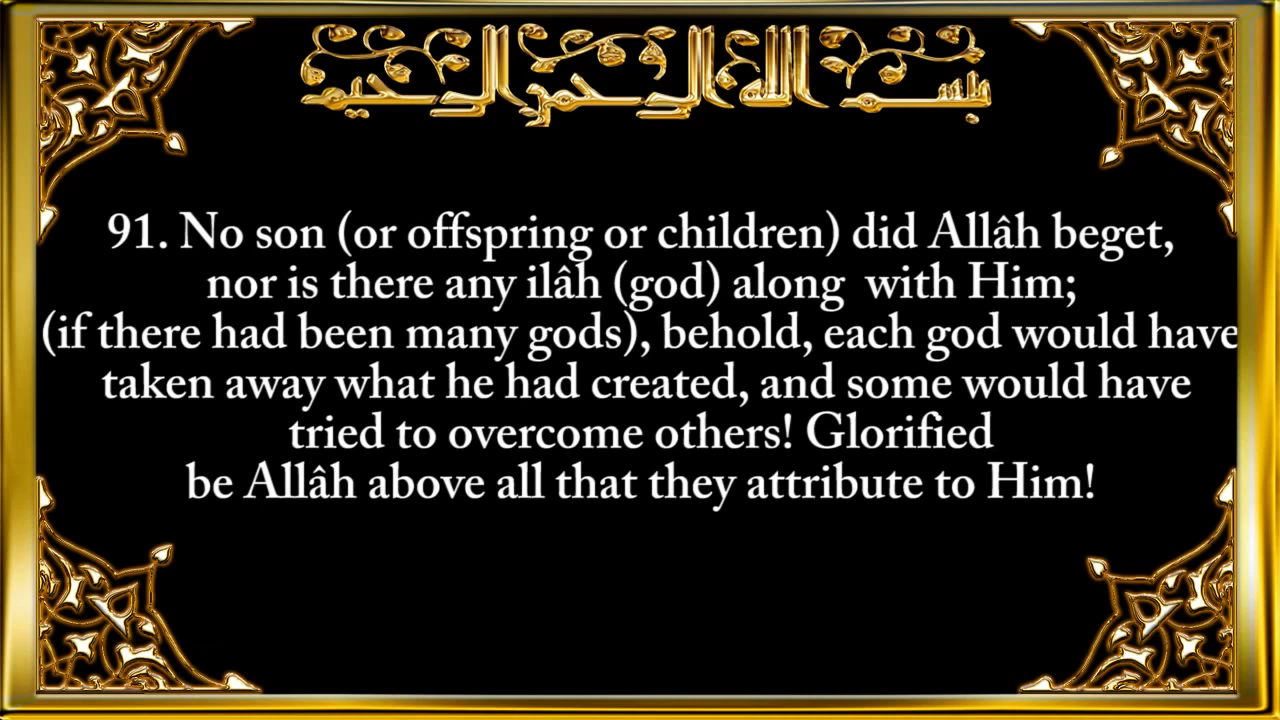 بسم الله الرحمن الرحيم
91. No son (or offspring or children) did Allâh beget,
nor is there any ilâh (god) along  with Him;
(if there had been many gods), behold, each god would have
taken away what he had created, and some would have
tried to overcome others! Glorified
be Allâh above all that they attribute to Him!